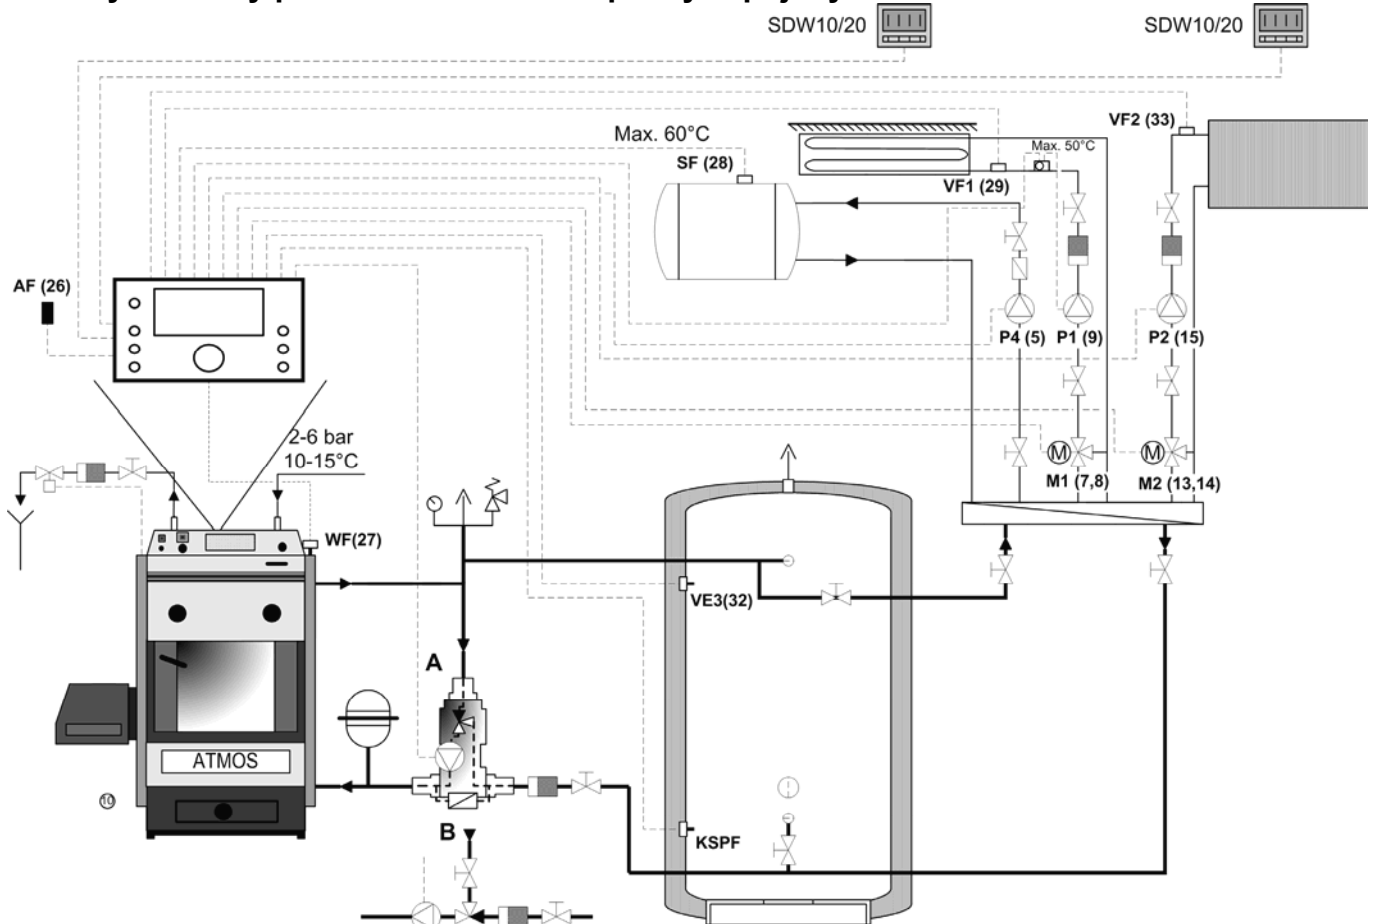 SDW10/20
SDW10/20
VF2 (33)
Max. 60°C
Max. 50°C
SF (28)
VF1 (29)
AF (26)
P4 (5)
P1 (9)
P2 (15)
2-6 bar
10-15°C
M
M
M1 (7,8)
M2 (13,14)
WF(27)
VE3(32)
A
ATMOS
10
B
KSPF